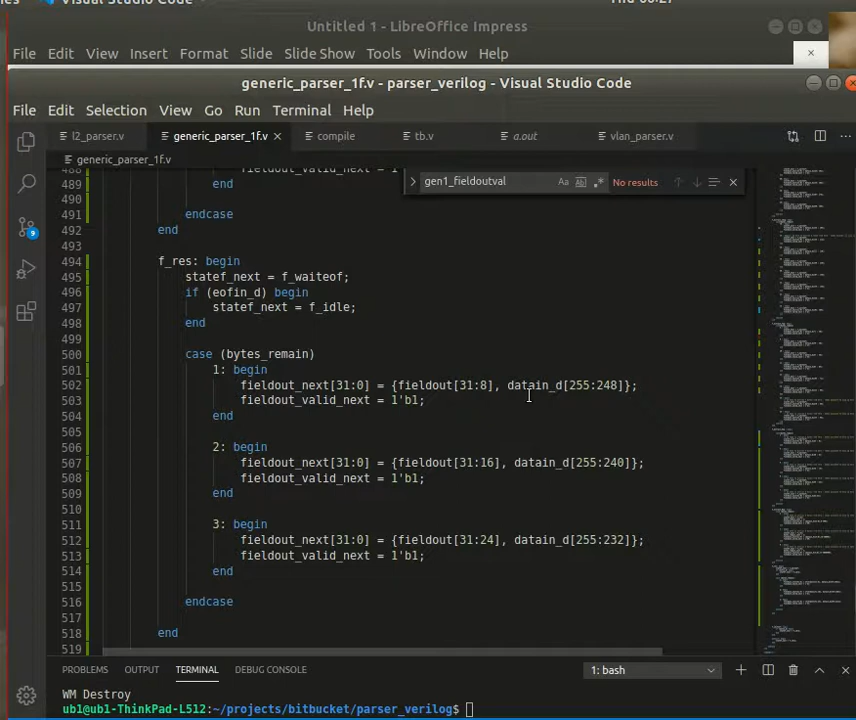 Visual Studio Code
Untitled 1 - LibreOffice Impress
File Edit View Insert Format Slide Slide Show Tools Window Help
generic_parser_1f.v - parser_verilog - Visual Studio Code
File Edit Selection View Go Run Terminal Help
l2_parser.v generic_parser_1f.v compile tb.v a.out vlan_parser.v
generic_parser_1f.v
gen1_fieldoutval Aa Ab No results
488 fieldout_valid_next = 1
489 end
490
491 endcase
492 end
493
494 f_res: begin
495 statef_next = f_waiteof;
496 if (eofin_d) begin
497 statef_next = f_idle;
498 end
499
500 case (bytes_remain)
501 1: begin
502 fieldout_next[31:0] = {fieldout[31:8], datain_d[255:248]};
503 fieldout_valid_next = 1'b1;
504 end
505
506 2: begin
507 fieldout_next[31:0] = {fieldout[31:16], datain_d[255:240]};
508 fieldout_valid_next = 1'b1;
509 end
510
511 3: begin
512 fieldout_next[31:0] = {fieldout[31:24], datain_d[255:232]};
513 fieldout_valid_next = 1'b1;
514 end
515
516 endcase
517
518 end
519
9
PROBLEMS OUTPUT TERMINAL DEBUG CONSOLE 1: bash
WM Destroy
ub1@ub1-ThinkPad-L512:~/projects/bitbucket/parser_verilog$